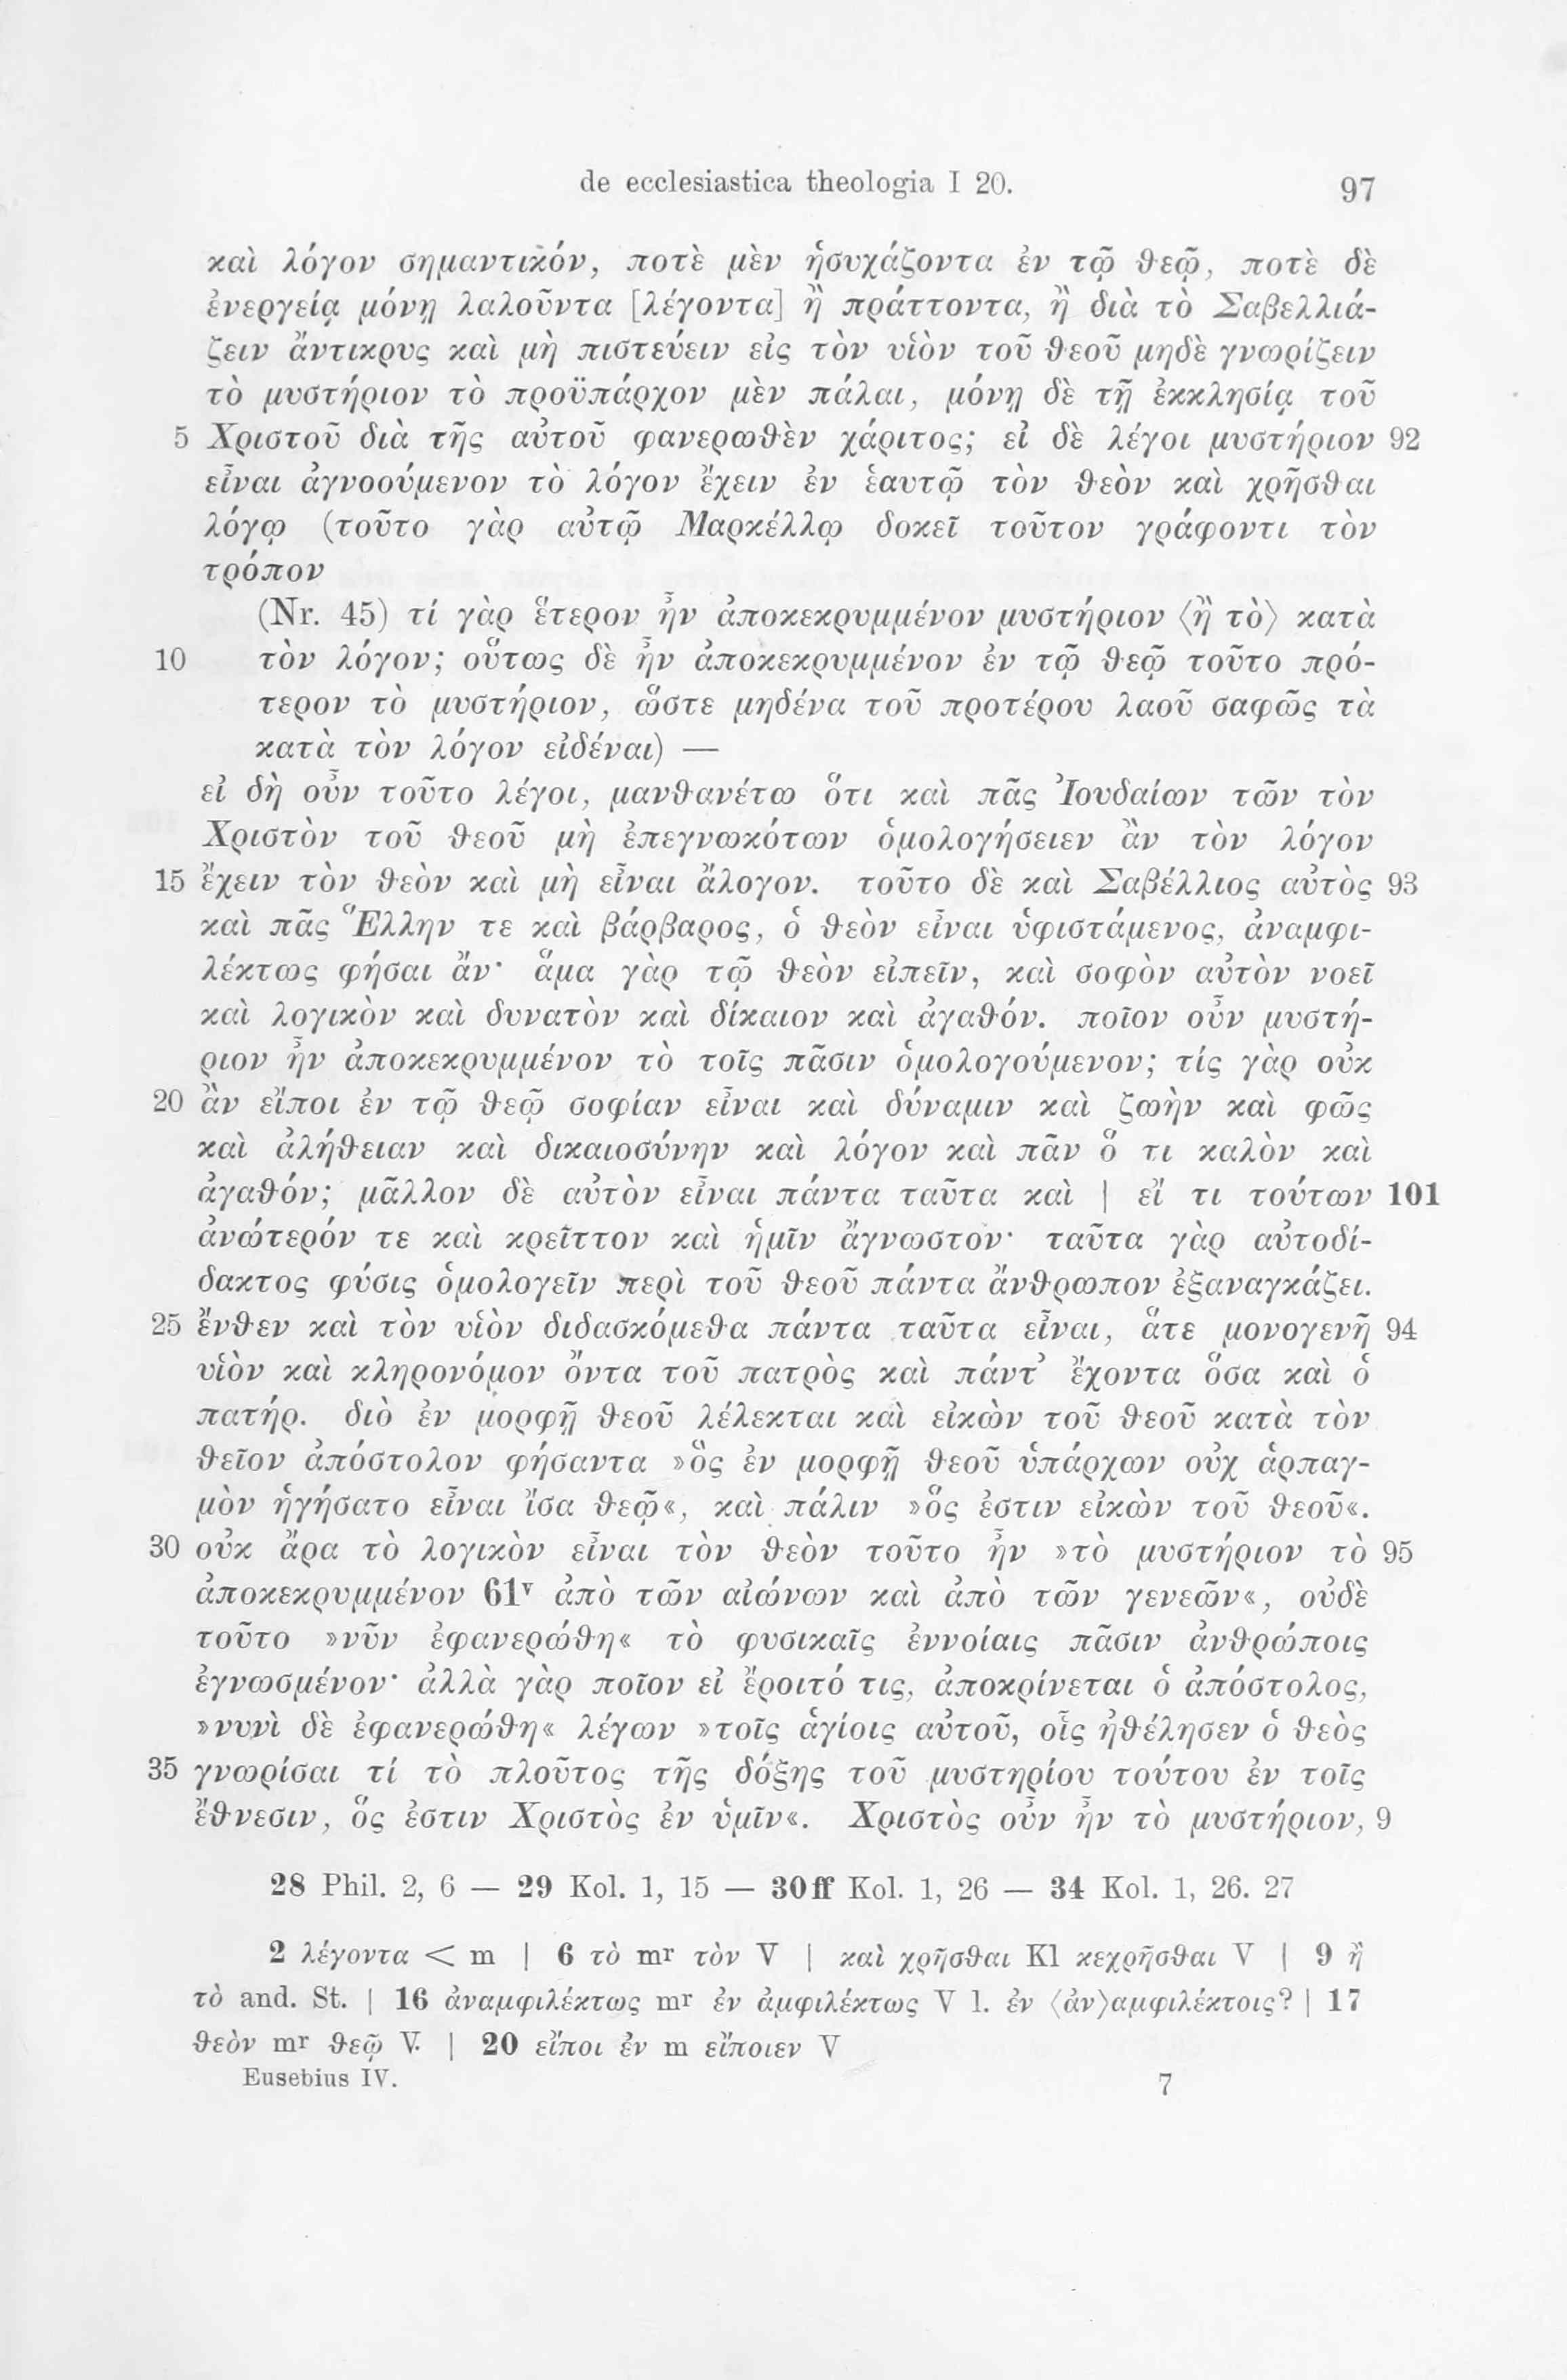 de ecclesiastica theologia I 20. 97
καὶ λόγον σημαντικόν, ποτὲ μὲν ἡσυχάζοντα ἐν τῷ θεῷ, ποτὲ δὲ
ἐνεργείᾳ μόνῃ λαλοῦντα [λέγοντα] ἢ πράττοντα, ἢ διὰ τὸ Σαβελλιά-
ζειν ἄντικρυς καὶ μὴ πιστεύειν εἰς τὸν υἱὸν τοῦ θεοῦ μηδὲ γνωρίζειν
τὸ μυστήριον τὸ προϋπάρχον μὲν πάλαι, μόνῃ δὲ τῇ ἐκκλησίᾳ τοῦ
5 Χριστοῦ διὰ τῆς αὐτοῦ φανερωθὲν χάριτος; εἰ δὲ λέγοι μυστήριον 92
εἶναι ἀγνοούμενον τὸ λόγον ἔχειν ἐν ἑαυτῷ τὸν θεὸν καὶ χρῆσθαι
λόγῳ (τοῦτο γὰρ αὐτῷ Μαρκέλλῳ δοκεῖ τοῦτον γράφοντι τὸν
τρόπον
(Nr. 45) τί γὰρ ἕτερον ἦν ἀποκεκρυμμένον μυστήριον ⟨ἢ τὸ⟩ κατὰ
10 τὸν λόγον; οὕτως δὲ ἦν ἀποκεκρυμμένον ἐν τῷ θεῷ τοῦτο πρό-
τερον τὸ μυστήριον, ὥστε μηδένα τοῦ προτέρου λαοῦ σαφῶς τὰ
κατὰ τὸν λόγον εἰδέναι) —
εἰ δὴ οὖν τοῦτο λέγοι, μανθανέτω ὅτι καὶ πᾶς Ἰουδαίων τῶν τὸν
Χριστὸν τοῦ θεοῦ μὴ ἐπεγνωκότων ὁμολογήσειεν ἂν τὸν λόγον
15 ἔχειν τὸν θεὸν καὶ μὴ εἶναι ἄλογον. τοῦτο δὲ καὶ Σαβέλλιος αὐτὸς 93
καὶ πᾶς Ἕλλην τε καὶ βάρβαρος, ὁ θεὸν εἶναι ὑφιστάμενος, ἀναμφι-
λέκτως φήσαι ἄν· ἅμα γὰρ τῷ θεὸν εἰπεῖν, καὶ σοφὸν αὐτὸν νοεῖ
καὶ λογικὸν καὶ δυνατὸν καὶ δίκαιον καὶ ἀγαθόν. ποῖον οὖν μυστή-
ριον ἦν ἀποκεκρυμμένον τὸ τοῖς πᾶσιν ὁμολογούμενον; τίς γὰρ οὐκ
20 ἂν εἴποι ἐν τῷ θεῷ σοφίαν εἶναι καὶ δύναμιν καὶ ζωὴν καὶ φῶς
καὶ ἀλήθειαν καὶ δικαιοσύνην καὶ λόγον καὶ πᾶν ὅ τι καλὸν καὶ
ἀγαθόν; μᾶλλον δὲ αὐτὸν εἶναι πάντα ταῦτα καὶ | εἴ τι τούτων 101
ἀνώτερόν τε καὶ κρεῖττον καὶ ἡμῖν ἄγνωστον· ταῦτα γὰρ αὐτοδί-
δακτος φύσις ὁμολογεῖν περὶ τοῦ θεοῦ πάντα ἄνθρωπον ἐξαναγκάζει.
25 ἔνθεν καὶ τὸν υἱὸν διδασκόμεθα πάντα ταῦτα εἶναι, ἅτε μονογενῆ 94
υἱὸν καὶ κληρονόμον ὄντα τοῦ πατρὸς καὶ πάντ᾽ ἔχοντα ὅσα καὶ ὁ
πατήρ. διὸ ἐν μορφῇ θεοῦ λέλεκται καὶ εἰκὼν τοῦ θεοῦ κατὰ τὸν
θεῖον ἀπόστολον φήσαντα »ὃς ἐν μορφῇ θεοῦ ὑπάρχων οὐχ ἁρπαγ-
μὸν ἡγήσατο εἶναι ἴσα θεῷ«, καὶ πάλιν »ὅς ἐστιν εἰκὼν τοῦ θεοῦ«.
30 οὐκ ἄρα τὸ λογικὸν εἶναι τὸν θεὸν τοῦτο ἦν »τὸ μυστήριον τὸ 95
ἀποκεκρυμμένον 61ᵛ ἀπὸ τῶν αἰώνων καὶ ἀπὸ τῶν γενεῶν«, οὐδὲ
τοῦτο »νῦν ἐφανερώθη« τὸ φυσικαῖς ἐννοίαις πᾶσιν ἀνθρώποις
ἐγνωσμένον· ἀλλὰ γὰρ ποῖον εἰ ἔροιτό τις, ἀποκρίνεται ὁ ἀπόστολος,
»νυνὶ δὲ ἐφανερώθη« λέγων »τοῖς ἁγίοις αὐτοῦ, οἷς ἠθέλησεν ὁ θεὸς
35 γνωρίσαι τί τὸ πλοῦτος τῆς δόξης τοῦ μυστηρίου τούτου ἐν τοῖς
ἔθνεσιν, ὅς ἐστιν Χριστὸς ἐν ὑμῖν«. Χριστὸς οὖν ἦν τὸ μυστήριον, 9
28 Phil. 2, 6 — 29 Kol. 1, 15 — 30ff Kol. 1, 26 — 34 Kol. 1, 26. 27
2 λέγοντα < m | 6 τὸ mʳ τὸν V | καὶ χρῆσθαι Kl κεχρῆσθαι V | 9 ἢ
τὸ and. St. | 16 ἀναμφιλέκτως mʳ ἐν ἀμφιλέκτως V l. ἐν ⟨ἀν⟩αμφιλέκτοις? | 17
θεὸν mʳ θεῷ V. | 20 εἴποι ἐν m εἴποιεν V
Eusebius IV. 7